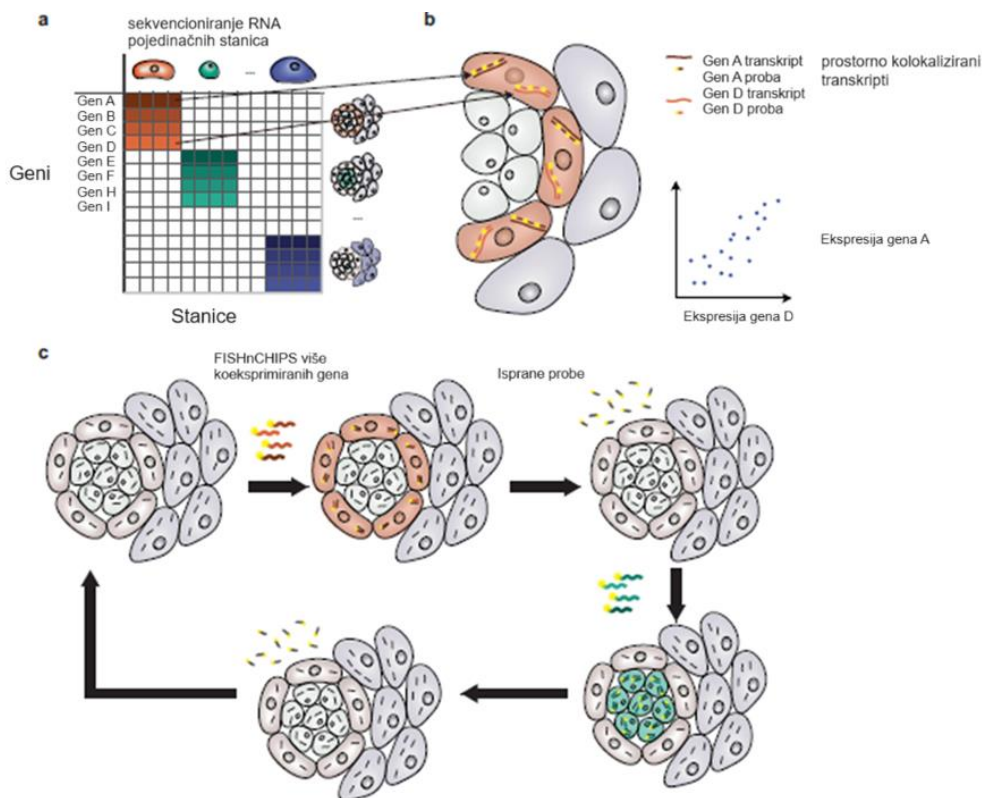 a
sekvencioniranje RNA
pojedinačnih stanica
...
Gen A
Gen B
Gen C
Gen D
Gen E
Gen F
Gen H
Gen I
Geni
...
Stanice
b
Gen A transkript
Gen A proba
Gen D transkript
Gen D proba
prostorno kolokalizirani
transkripti
Ekspresija gena A
Ekspresija gena D
c
FISHnCHIPS više
koeksprimiranih gena
Isprane probe